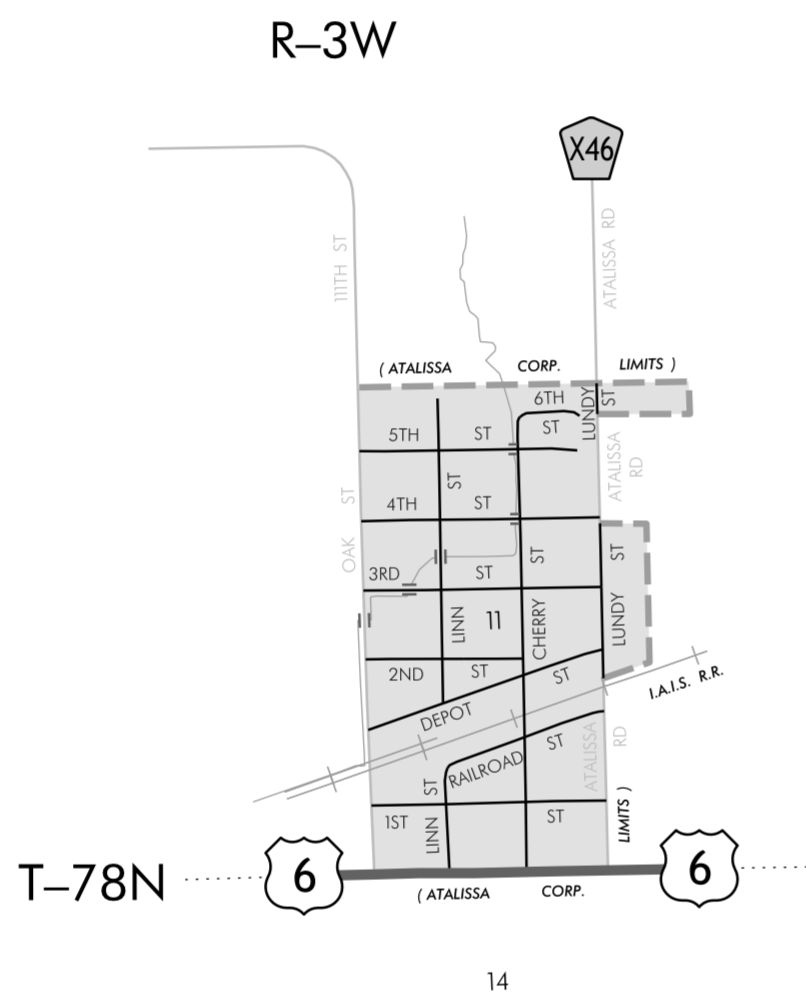 R–3W
X46
111TH ST
ATALISSA RD
( ATALISSA CORP. LIMITS )
6TH ST
LUNDY ST
5TH ST
ATALISSA RD
4TH ST
OAK ST
LINN ST
CHERRY ST
LUNDY ST
3RD ST
11
2ND ST
DEPOT ST
I.A.I.S. R.R.
RAILROAD ST
ATALISSA RD
LINN ST
1ST ST
LIMITS )
T–78N
6
6
( ATALISSA CORP.
14